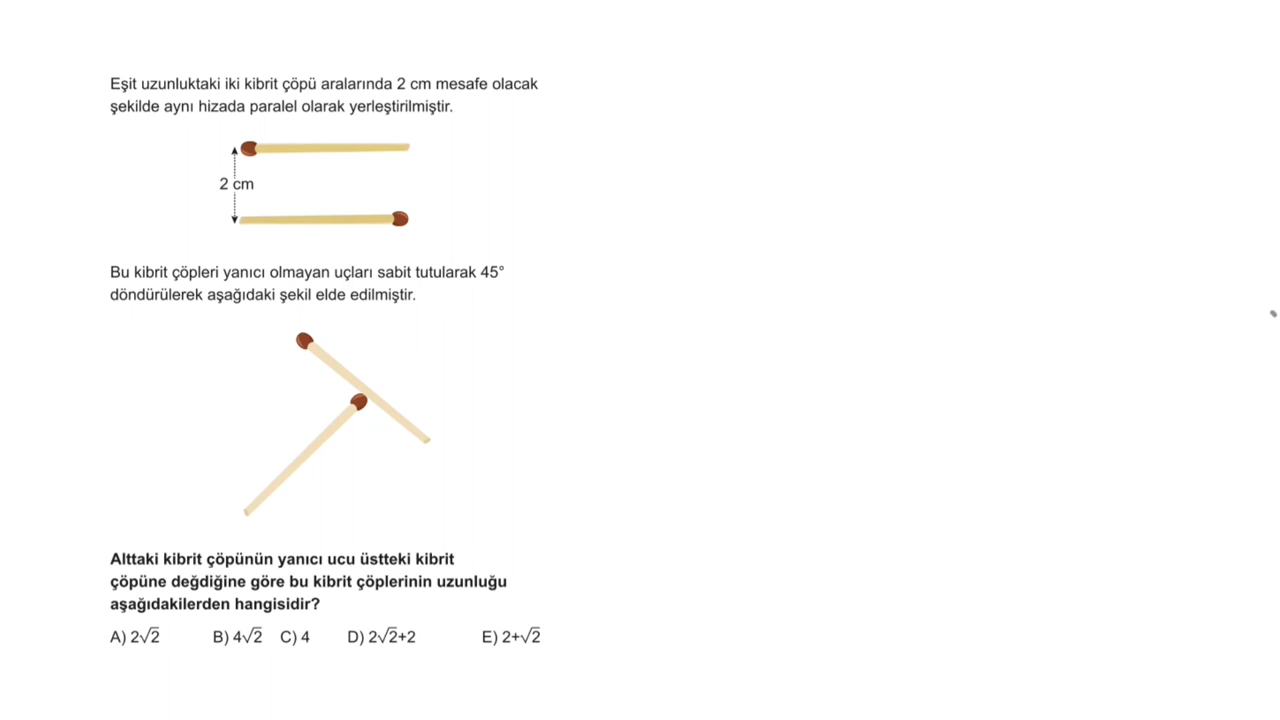 Eşit uzunluktaki iki kibrit çöpü aralarında 2 cm mesafe olacak
şekilde aynı hizada paralel olarak yerleştirilmiştir.
2 cm
Bu kibrit çöpleri yanıcı olmayan uçları sabit tutularak 45°
döndürülerek aşağıdaki şekil elde edilmiştir.
Alttaki kibrit çöpünün yanıcı ucu üstteki kibrit
çöpüne değdiğine göre bu kibrit çöplerinin uzunluğu
aşağıdakilerden hangisidir?
A) 2√2 B) 4√2 C) 4 D) 2√2+2 E) 2+√2